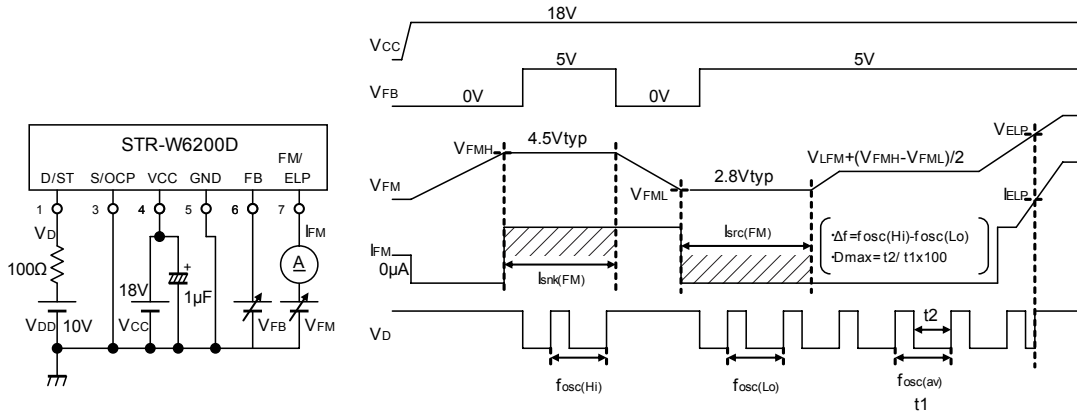 STR-W6200D
FM/
D/ST S/OCP VCC GND FB ELP
1 3 4 5 6 7
VD
IFM
100Ω
A
18V
1μF
VDD 10V
VCC
VFB
VFM
18V
VCC
5V 5V
VFB
0V 0V
VELP
VFMH 4.5Vtyp
VLFM+(VFMH-VFML)/2
2.8Vtyp
VFM
VFML
IELP
Isrc(FM)
・Δf=fosc(Hi)-fosc(Lo)
・Dmax=t2/ t1x100
IFM
0μA
Isnk(FM)
t2
VD
fosc(Hi) fosc(Lo) fosc(av)
t1